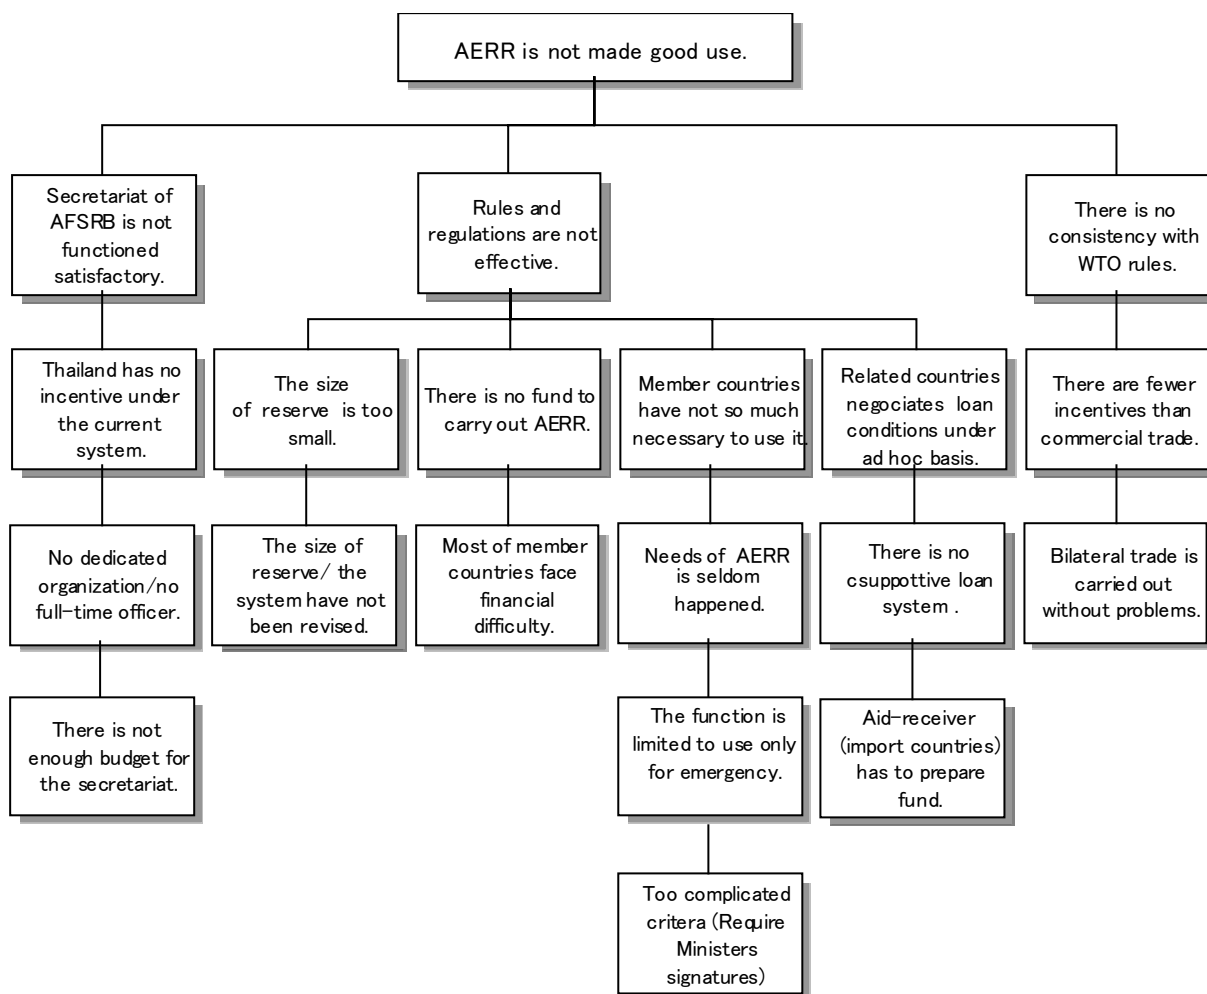 AERR is not made good use.
Secretariat of
AFSRB is not
functioned
satisfactory.
Rules and
regulations are not
effective.
There is no
consistency with
WTO rules.
Thailand has no
incentive under
the current
system.
The size
of reserve is too
small.
There is no fund to
carry out AERR.
Member countries
have not so much
necessary to use it.
Related countries
negociates loan
conditions under
ad hoc basis.
There are fewer
incentives than
commercial trade.
No dedicated
organization/no
full-time officer.
The size of
reserve/ the
system have not
been revised.
Most of member
countries face
financial
difficulty.
Needs of AERR
is seldom
happened.
There is no
csuppottive loan
system .
Bilateral trade is
carried out
without problems.
There is not
enough budget for
the secretariat.
The function is
limited to use only
for emergency.
Aid-receiver
(import countries)
has to prepare
fund.
Too complicated
critera (Require
Ministers
signatures)